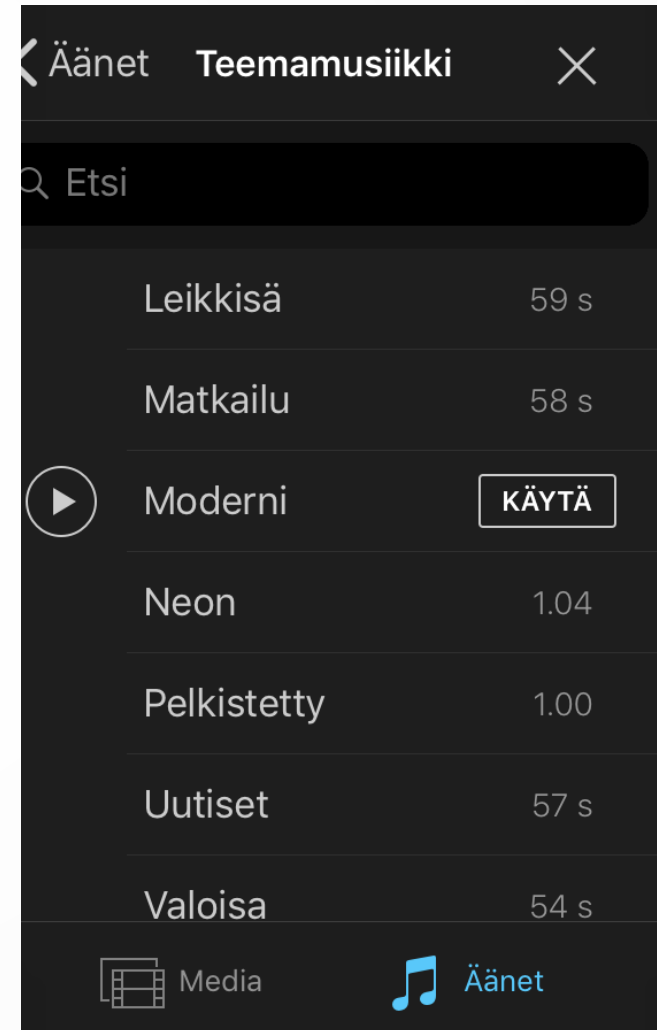 Äänet Teemamusiikki
Etsi
Leikkisä 59 s
Matkailu 58 s
Moderni KÄYTÄ
Neon 1.04
Pelkistetty 1.00
Uutiset 57 s
Valoisa 54 s
Media Äänet